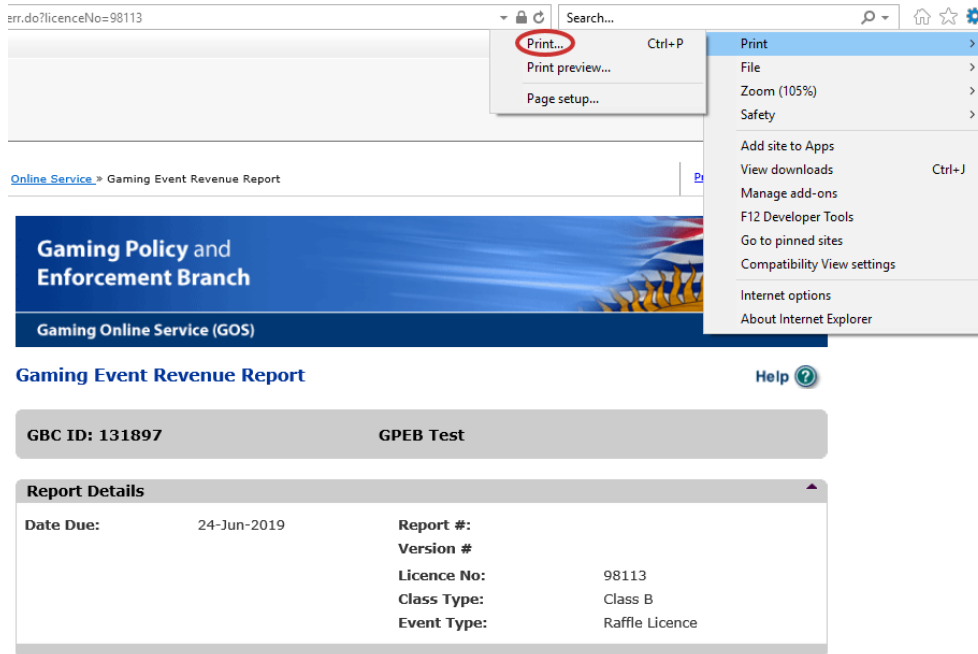 err.do?licenceNo=98113
Search...
Print... Ctrl+P
Print preview...
Page setup...
Print
File
Zoom (105%)
Safety
Add site to Apps
View downloads Ctrl+J
Manage add-ons
F12 Developer Tools
Go to pinned sites
Compatibility View settings
Internet options
About Internet Explorer
Online Service » Gaming Event Revenue Report
Gaming Policy and
Enforcement Branch
Gaming Online Service (GOS)
Gaming Event Revenue Report
Help ?
GBC ID: 131897 GPEB Test
Report Details
Date Due: 24-Jun-2019 Report #:
Version #
Licence No: 98113
Class Type: Class B
Event Type: Raffle Licence